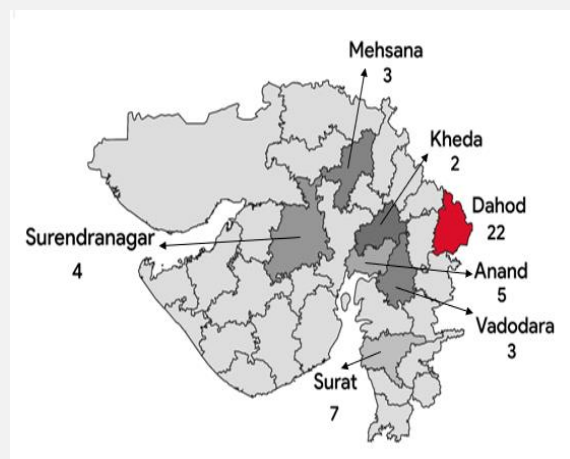 Mehsana
3
Kheda
2
Dahod
22
Surendranagar
4
Anand
5
Vadodara
3
Surat
7